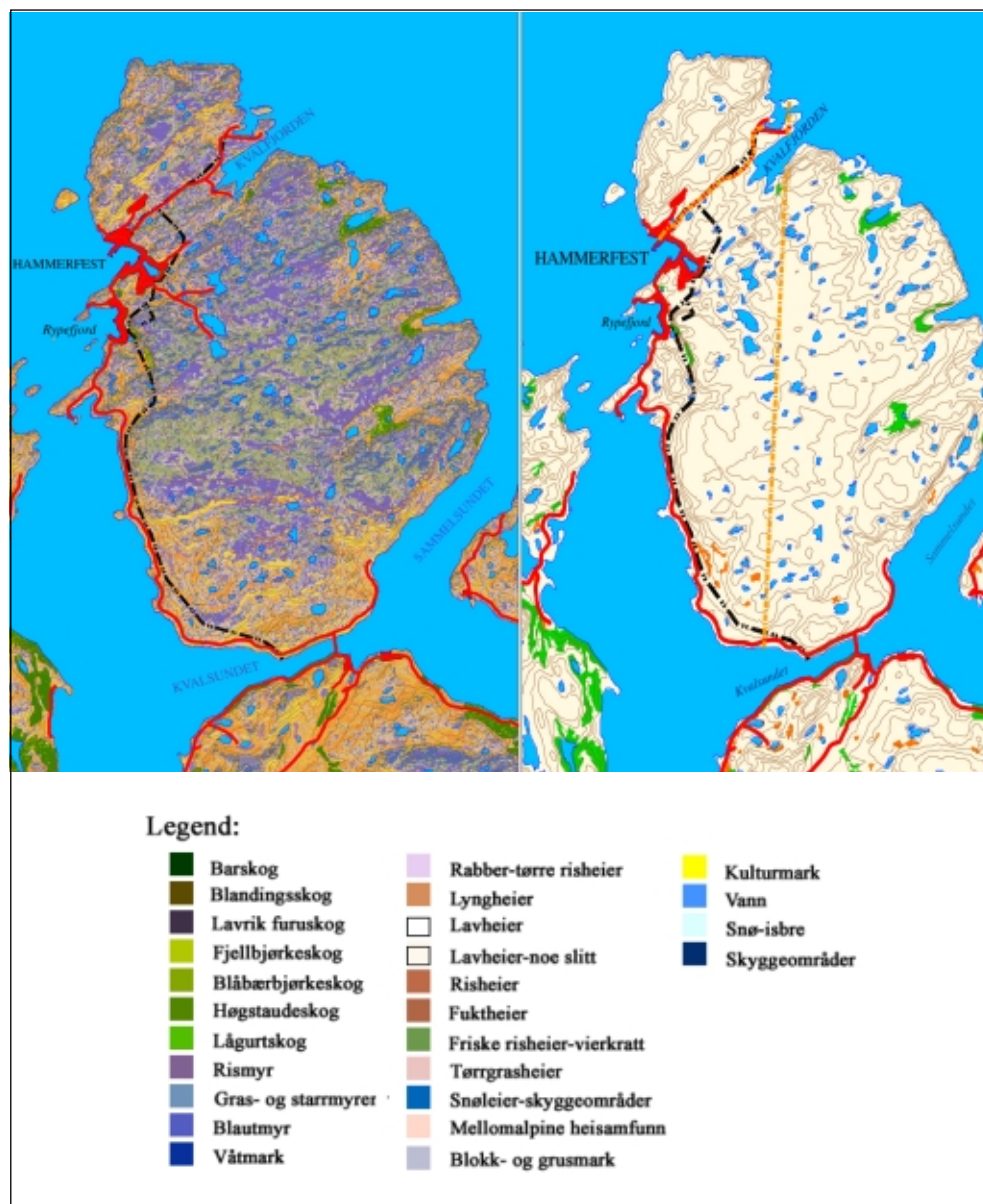 KVALFJORDEN
HAMMERFEST
Rypefjord
SAMMELSUNDET
KVALSUNDET
KVALFJORDEN
HAMMERFEST
Rypefjord
Sammelsundet
Kvalsundet
Legend:
Barskog
Blandingsskog
Lavrik furuskog
Fjellbjørkeskog
Blåbærbjørkeskog
Høgstaudeskog
Lågurtskog
Rismyr
Gras- og starrmyrer
Blautmyr
Våtmark
Rabber-tørre risheier
Lyngheier
Lavheier
Lavheier-noe slitt
Risheier
Fuktheier
Friske risheier-vierkratt
Tørrgrasheier
Snøleier-skyggeområder
Mellomalpine heisamfunn
Blokk- og grusmark
Kulturmark
Vann
Snø-isbre
Skyggeområder